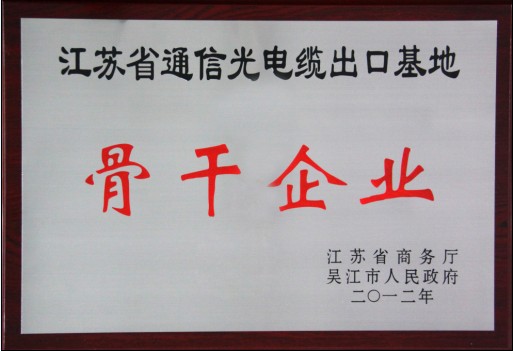 江苏省通信光电缆出口基地
骨干企业
江苏省商务厅
吴江市人民政府
二〇一二年